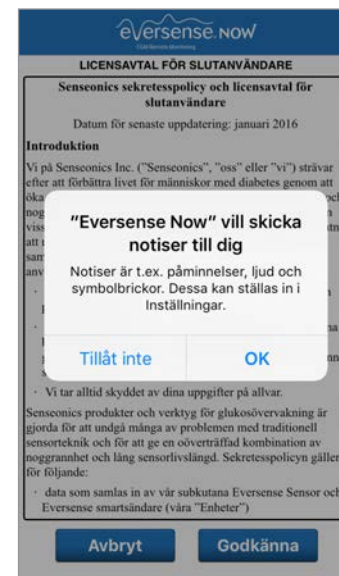 eversense NOW
CGM Remote Monitoring
LICENSAVTAL FÖR SLUTANVÄNDARE
Senseonics sekretesspolicy och licensavtal för
slutanvändare
Datum för senaste uppdatering: januari 2016
Introduktion
Vi på Senseonics Inc. ("Senseonics", "oss" eller "vi") strävar
efter att förbättra livet för människor med diabetes genom att
"Eversense Now" vill skicka
notiser till dig
Notiser är t.ex. påminnelser, ljud och
symbolbrickor. Dessa kan ställas in i
Inställningar.
Tillåt inte
OK
· Vi tar alltid skyddet av dina uppgifter på allvar.
Senseonics produkter och verktyg för glukosövervakning är
gjorda för att undgå många av problemen med traditionell
sensorteknik och för att ge en oöverträffad kombination av
noggrannhet och lång sensorlivslängd. Sekretesspolicyn gäller
för följande:
· data som samlas in av vår subkutana Eversense Sensor och
Eversense smartsändare (våra "Enheter")
Avbryt
Godkänna